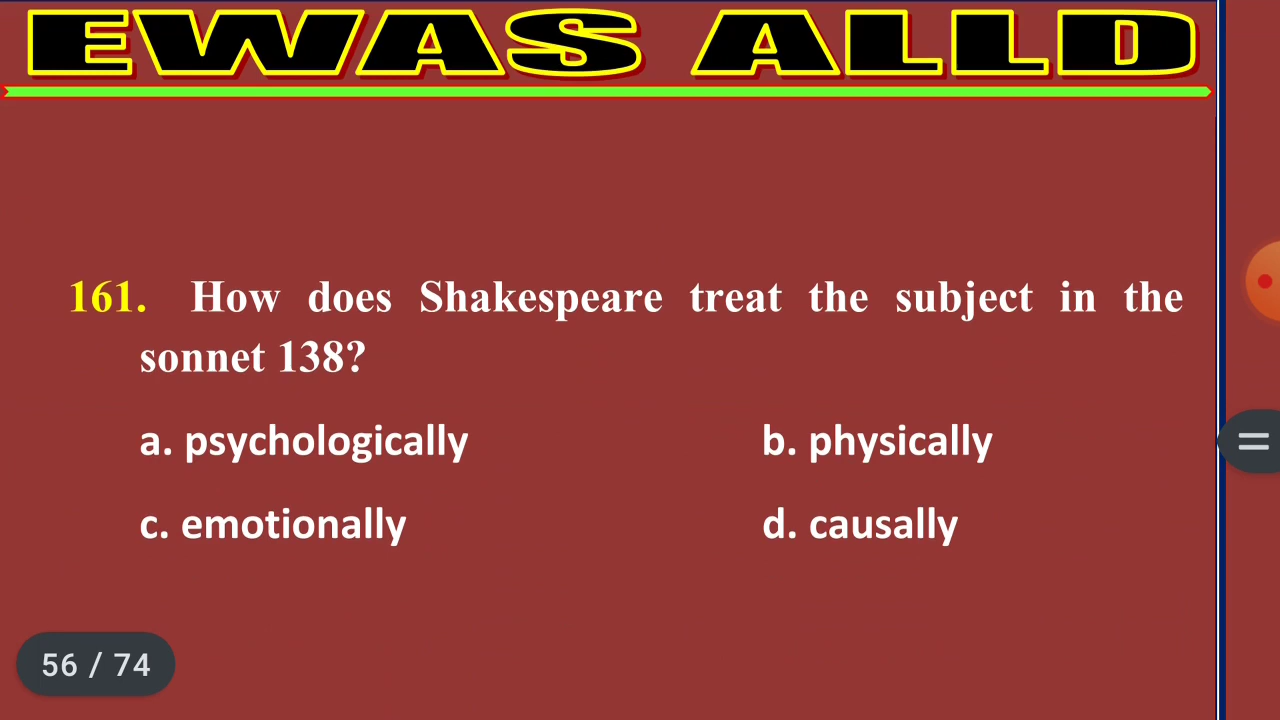 EWAS ALLD
161. How does Shakespeare treat the subject in the
sonnet 138?
a. psychologically b. physically
c. emotionally d. causally
56 / 74